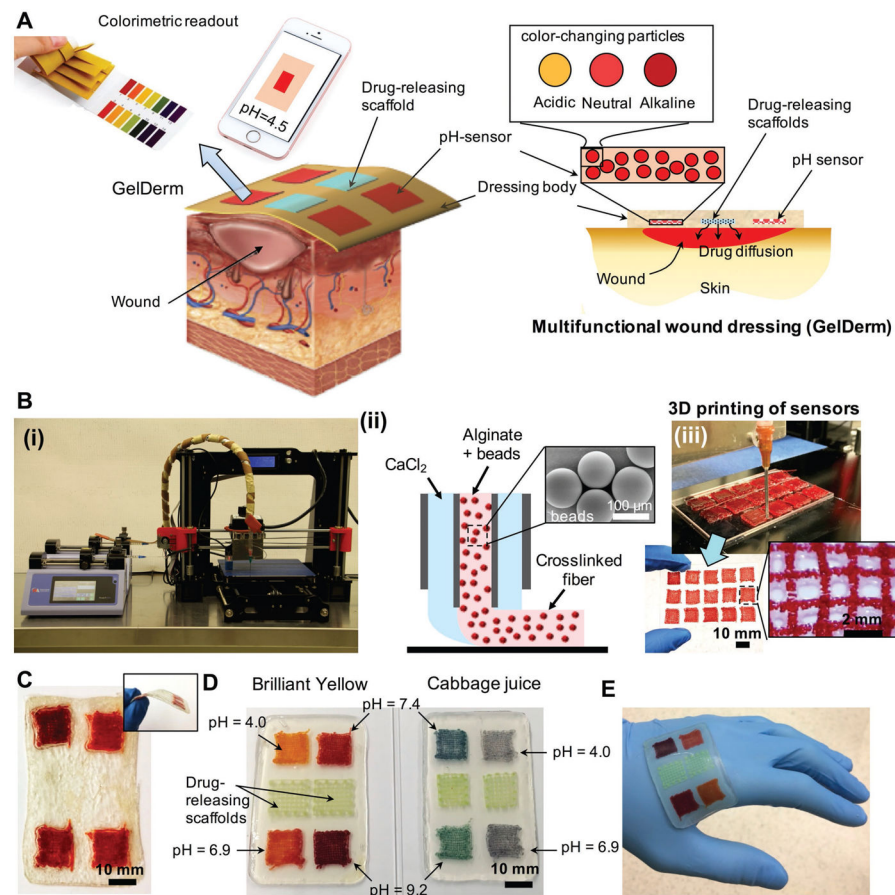 A
Colorimetric readout
pH=4.5
Drug-releasing
scaffold
pH-sensor
Dressing body
GelDerm
Wound
color-changing particles
Acidic Neutral Alkaline
Drug-releasing
scaffolds
pH sensor
Drug diffusion
Wound
Skin
Multifunctional wound dressing (GelDerm)
B
(i)
(ii)
CaCl₂
Alginate
+ beads
beads
100 µm
Crosslinked
fiber
3D printing of sensors
(iii)
10 mm
2 mm
C
10 mm
D
Brilliant Yellow
Cabbage juice
pH = 7.4
pH = 4.0
pH = 4.0
Drug-
releasing
scaffolds
pH = 6.9
pH = 6.9
pH = 9.2
10 mm
E